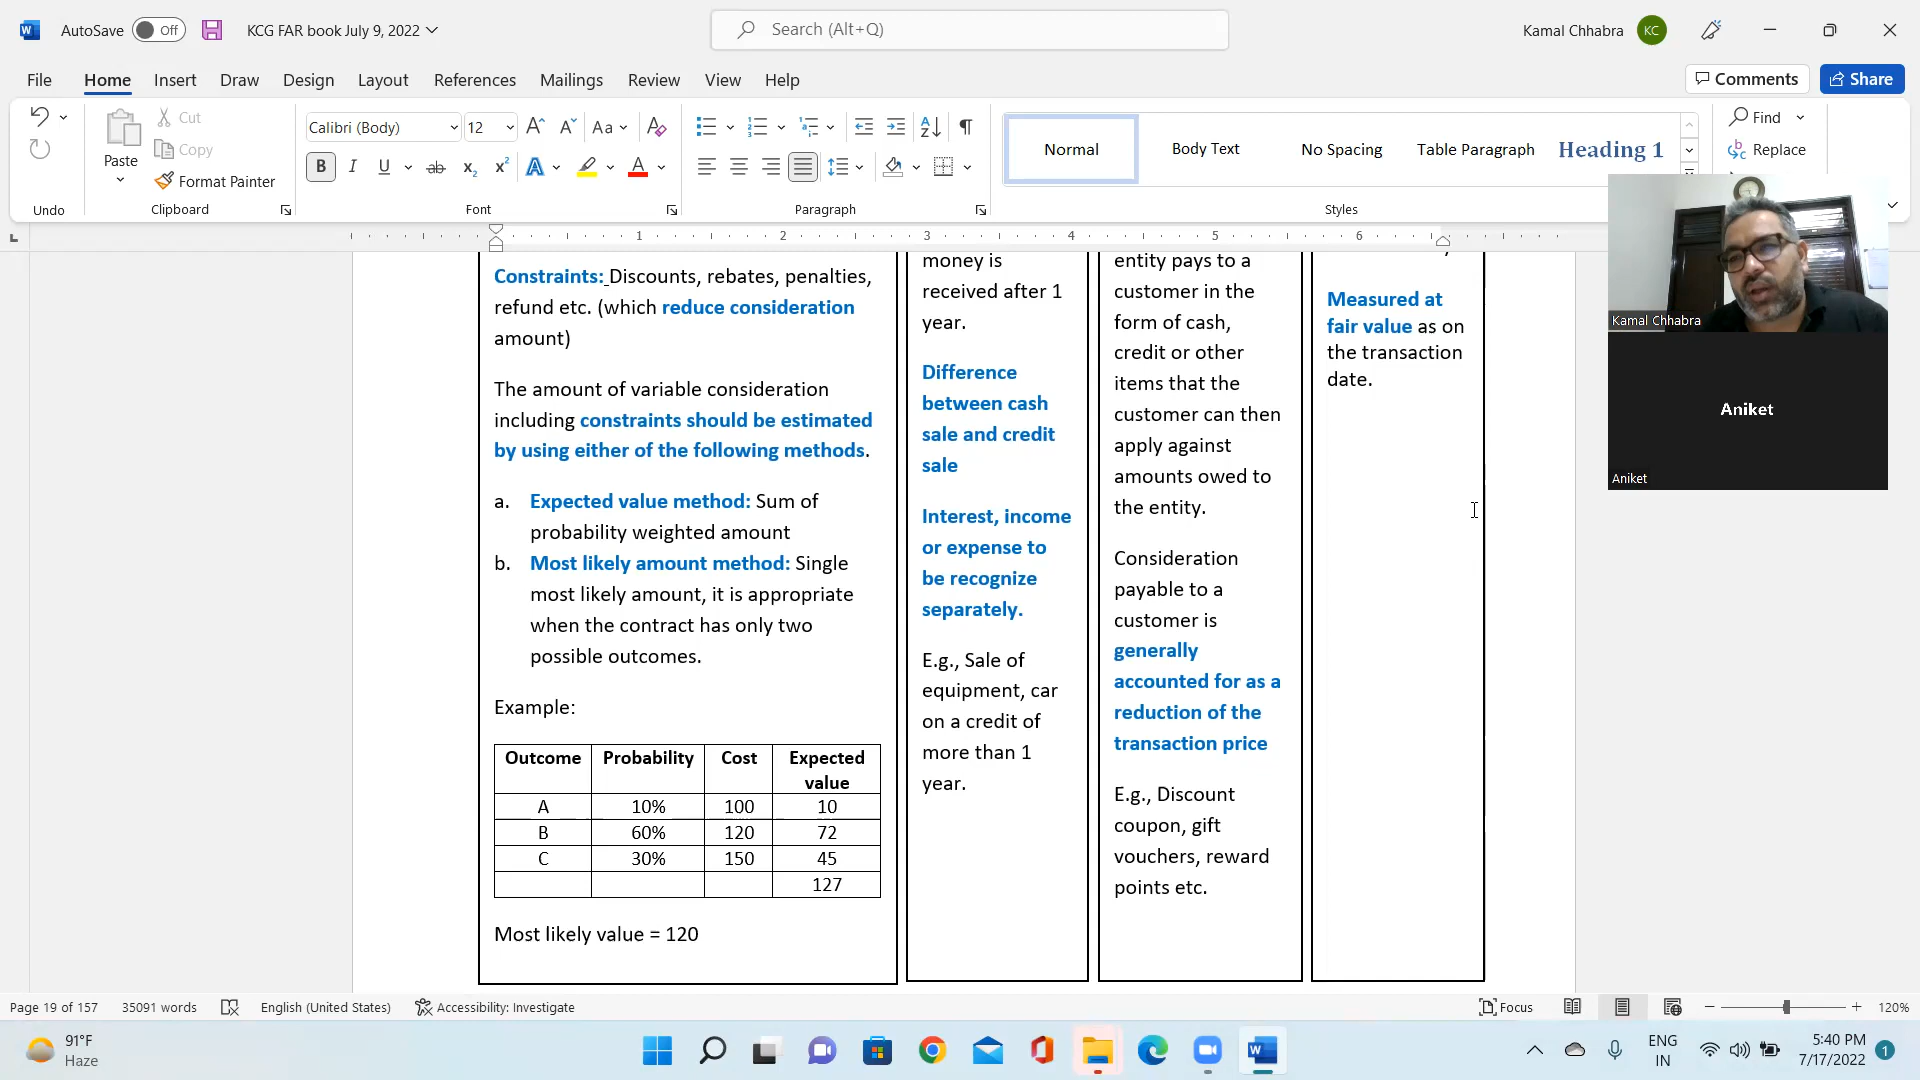 AutoSave Off KCG FAR book July 9, 2022 Search (Alt+Q) Kamal Chhabra KC
File Home Insert Draw Design Layout References Mailings Review View Help Comments Share
Undo
Paste
Cut
Copy
Format Painter
Clipboard
Calibri (Body) 12
Font
Paragraph
Normal Body Text No Spacing Table Paragraph Heading 1
Styles
Find
Replace
1 2 3 4 5 6
Constraints: Discounts, rebates, penalties,
refund etc. (which reduce consideration
amount)
The amount of variable consideration
including constraints should be estimated
by using either of the following methods.
a. Expected value method: Sum of
probability weighted amount
b. Most likely amount method: Single
most likely amount, it is appropriate
when the contract has only two
possible outcomes.
Example:
Outcome Probability Cost Expected value
A 10% 100 10
B 60% 120 72
C 30% 150 45
127
Most likely value = 120
money is
received after 1
year.
Difference
between cash
sale and credit
sale
Interest, income
or expense to
be recognize
separately.
E.g., Sale of
equipment, car
on a credit of
more than 1
year.
entity pays to a
customer in the
form of cash,
credit or other
items that the
customer can then
apply against
amounts owed to
the entity.
Consideration
payable to a
customer is
generally
accounted for as a
reduction of the
transaction price
E.g., Discount
coupon, gift
vouchers, reward
points etc.
Measured at
fair value as on
the transaction
date.
Kamal Chhabra
Aniket
Aniket
Page 19 of 157 35091 words English (United States) Accessibility: Investigate Focus 120%
91°F
Haze
ENG
IN
5:40 PM
7/17/2022
1